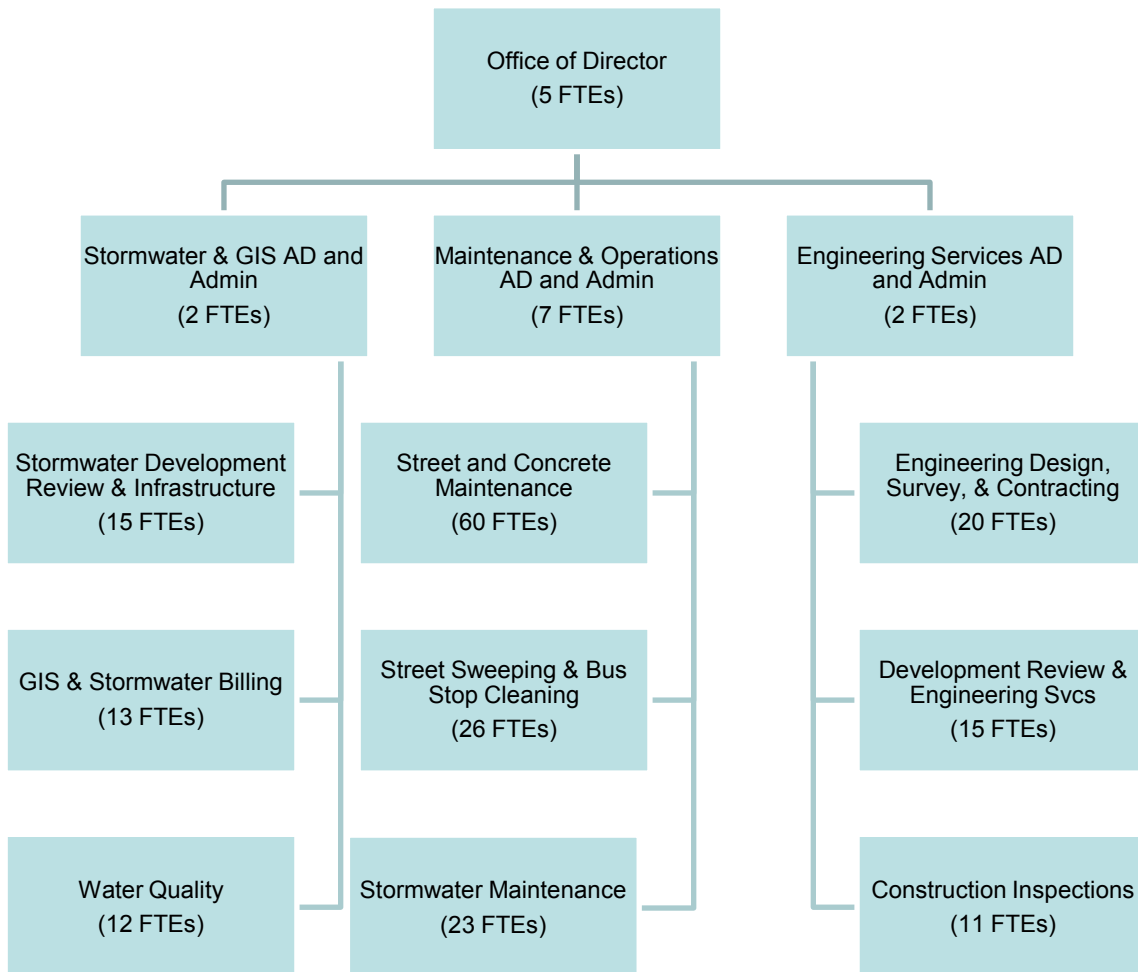 Office of Director
(5 FTEs)
Stormwater & GIS AD and
Admin
(2 FTEs)
Maintenance & Operations
AD and Admin
(7 FTEs)
Engineering Services AD
and Admin
(2 FTEs)
Stormwater Development
Review & Infrastructure
(15 FTEs)
Street and Concrete
Maintenance
(60 FTEs)
Engineering Design,
Survey, & Contracting
(20 FTEs)
GIS & Stormwater Billing
(13 FTEs)
Street Sweeping & Bus
Stop Cleaning
(26 FTEs)
Development Review &
Engineering Svcs
(15 FTEs)
Water Quality
(12 FTEs)
Stormwater Maintenance
(23 FTEs)
Construction Inspections
(11 FTEs)